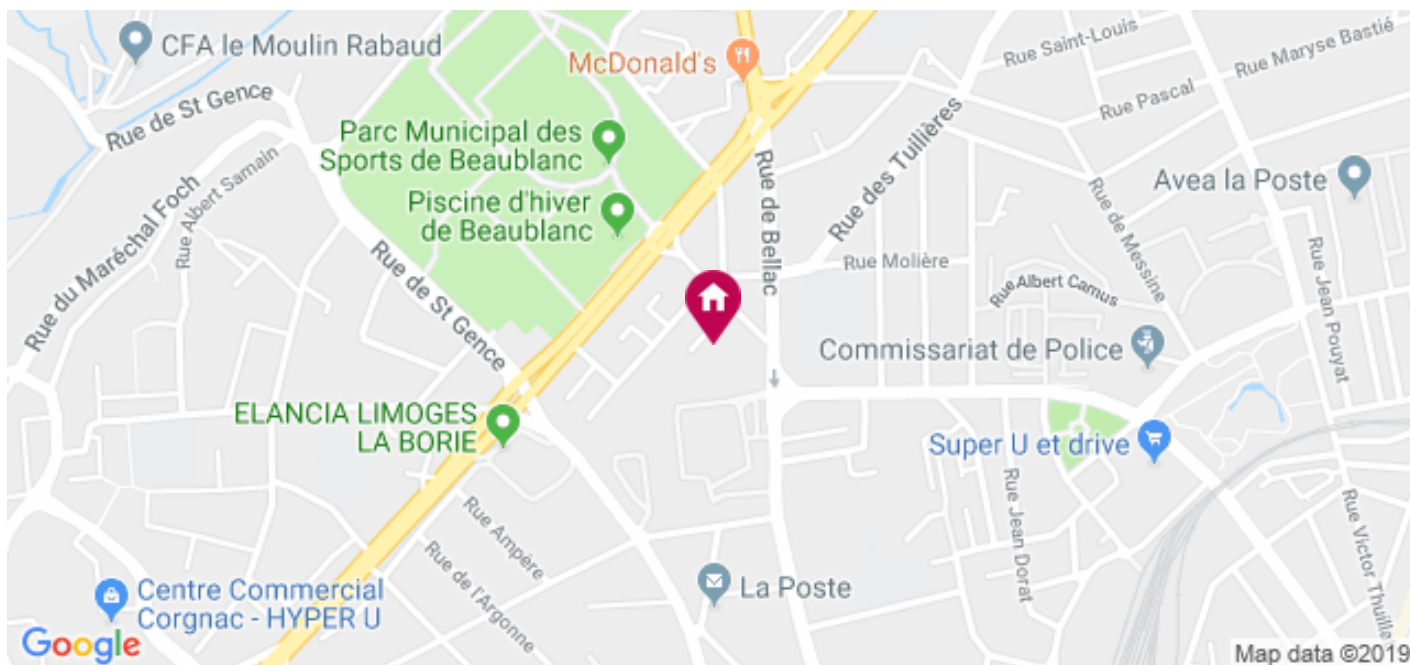 CFA le Moulin Rabaud
Rue de St Gence
McDonald's
Rue Saint-Louis
Rue Maryse Bastié
Rue Pascal
Parc Municipal des
Sports de Beaublanc
Piscine d'hiver
de Beaublanc
Rue de Bellac
Rue des Tuilières
Avea la Poste
Rue de Messine
Rue du Maréchal Foch
Rue Albert Samain
Rue de St Gence
Rue Molière
Rue Albert Camus
Rue Jean Pouyat
Commissariat de Police
ELANCIA LIMOGES
LA BORIE
Super U et drive
Rue Jean Dorat
Rue Victor Thuille
Rue Ampère
Rue de l'Argonne
La Poste
Centre Commercial
Corgnac - HYPER U
Google
Map data ©2019